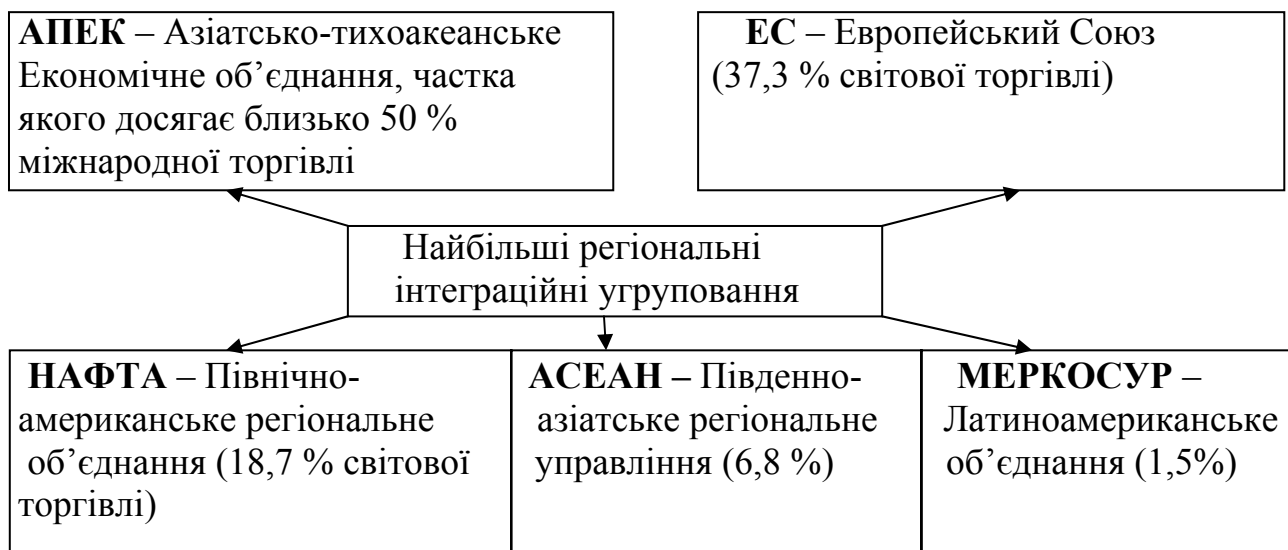 АПЕК – Азіатсько-тихоакеанське
Економічне об’єднання, частка
якого досягає близько 50 %
міжнародної торгівлі
ЕС – Европейський Союз
(37,3 % світової торгівлі)
Найбільші регіональні
інтеграційні угруповання
НАФТА – Північно-
американське регіональне
об’єднання (18,7 % світової
торгівлі)
АСЕАН – Південно-
азіатське регіональне
управління (6,8 %)
МЕРКОСУР –
Латиноамериканське
об’єднання (1,5%)